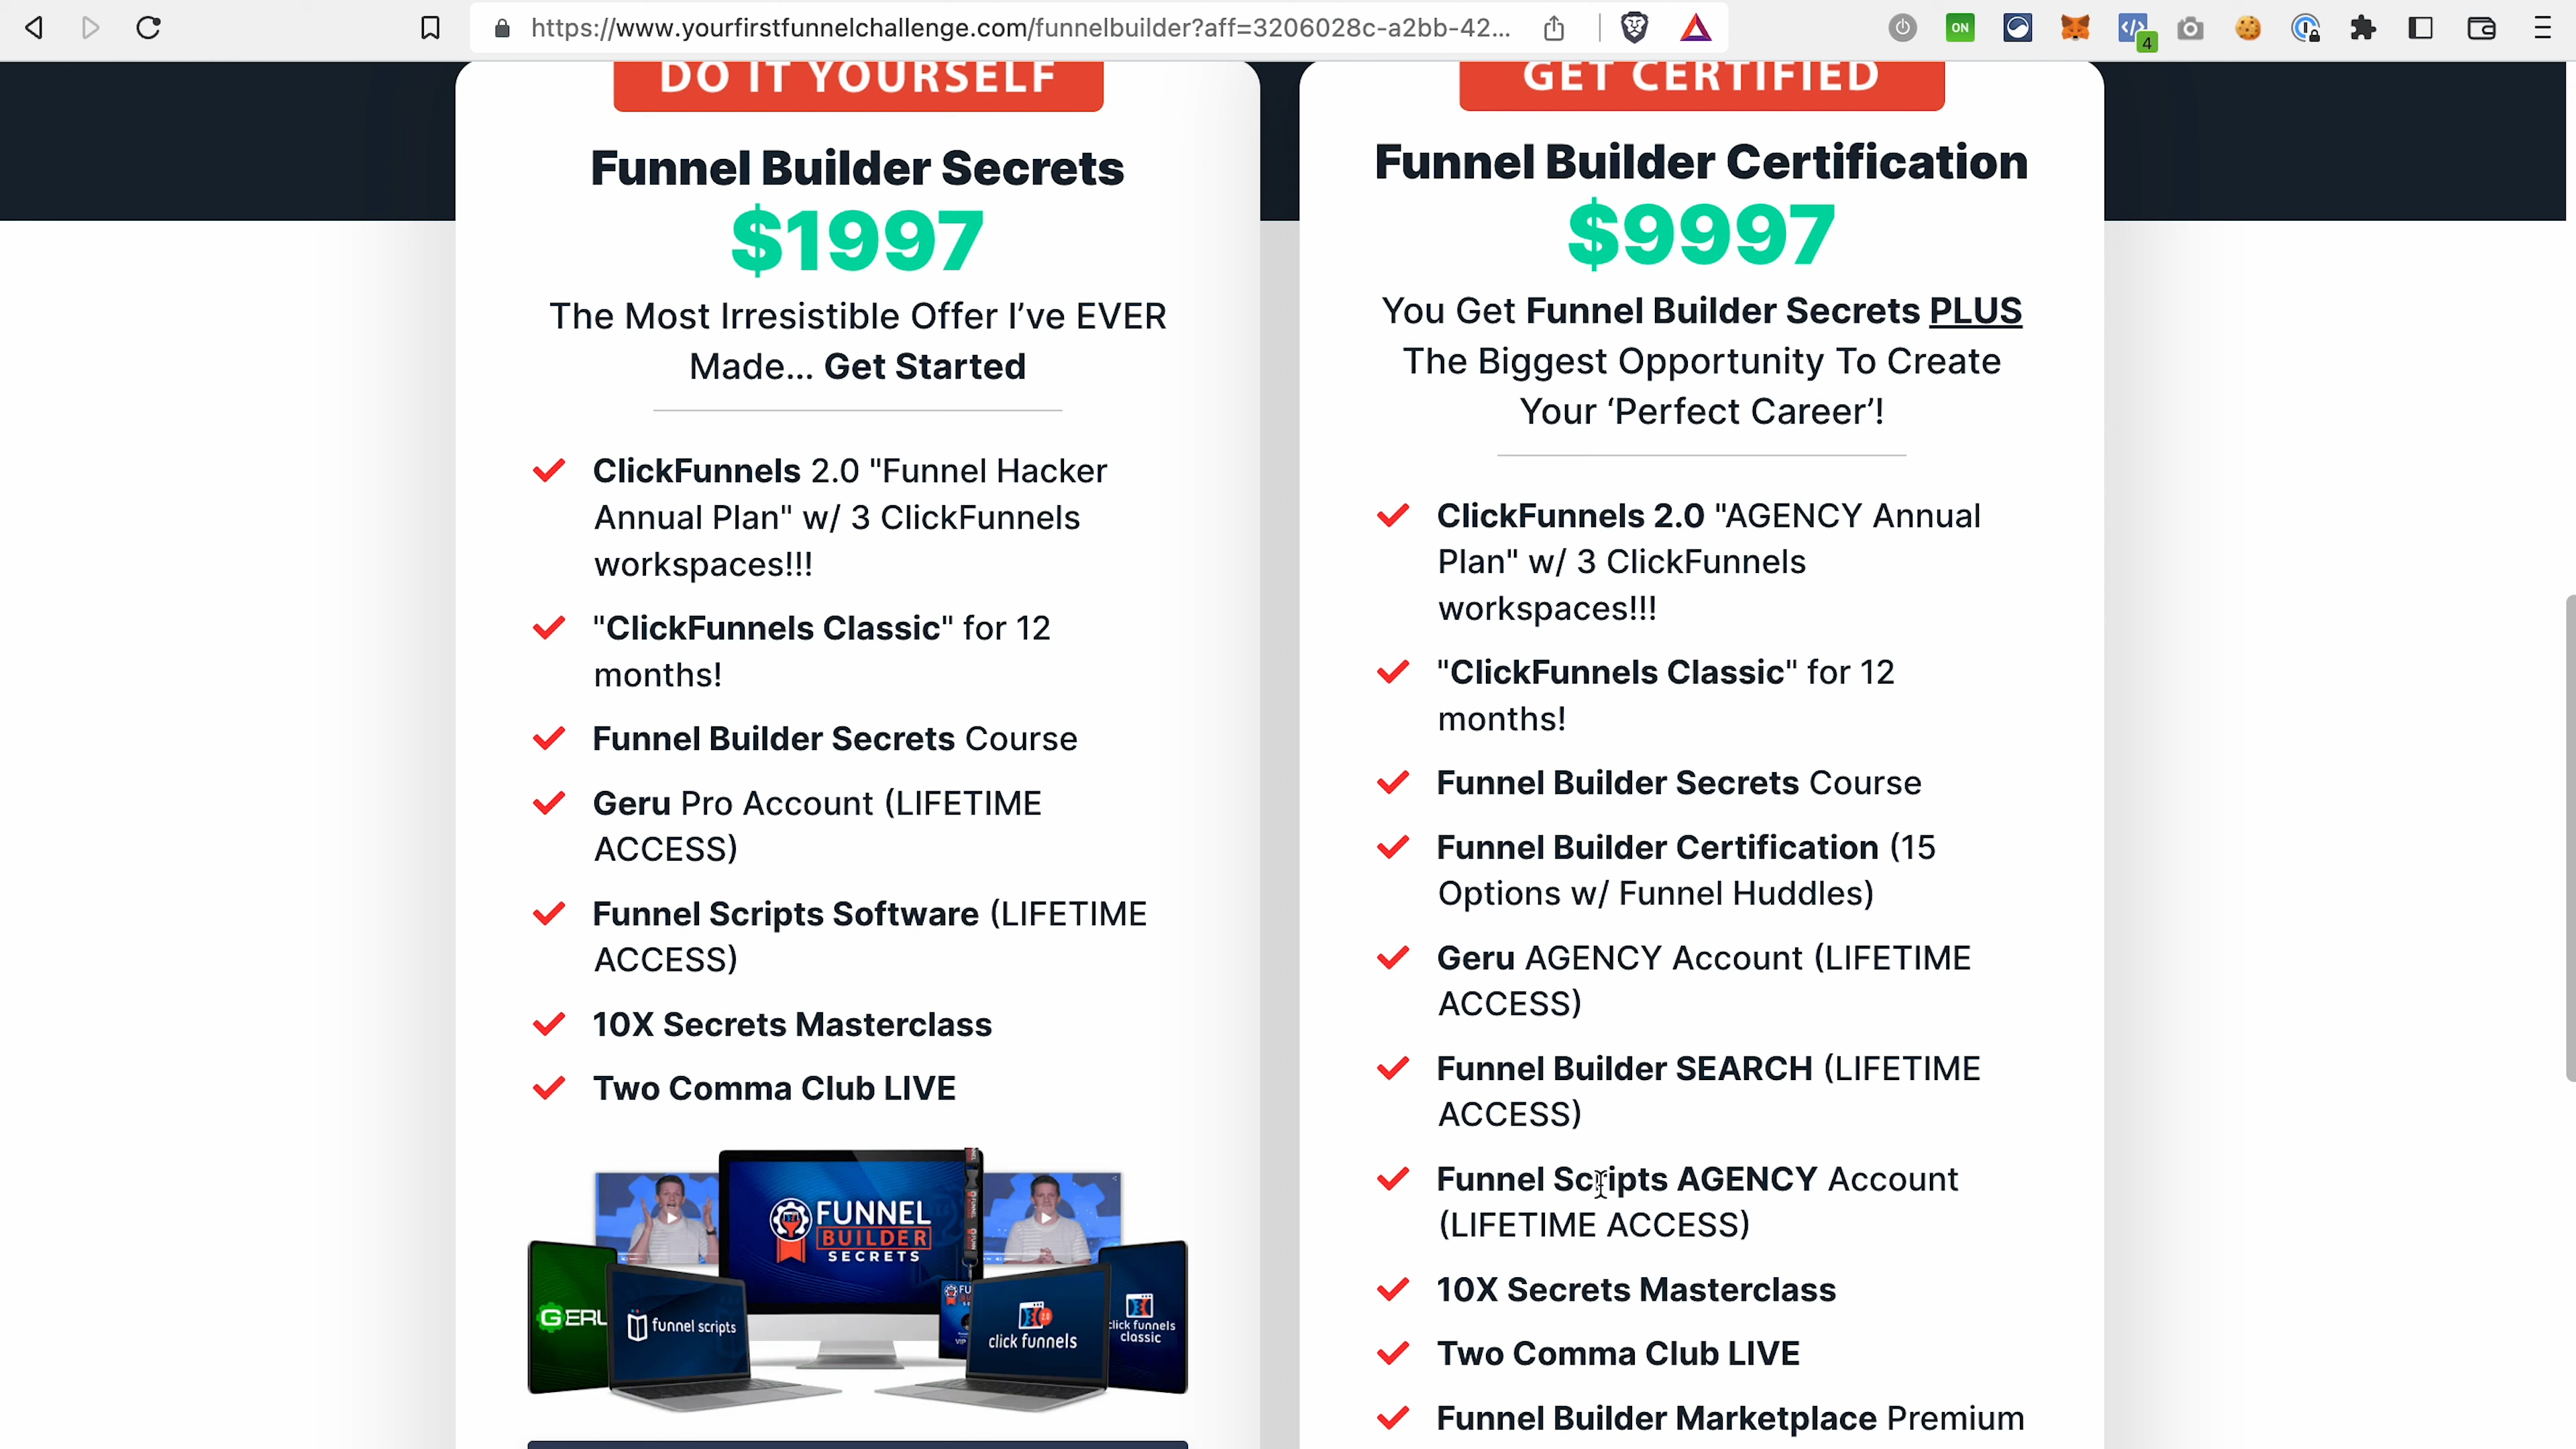 https://www.yourfirstfunnelchallenge.com/funnelbuilder?aff=3206028c-a2bb-42...
ON
4
DO IT YOURSELF
Funnel Builder Secrets
$1997
The Most Irresistible Offer I’ve EVER
Made... Get Started
ClickFunnels 2.0 "Funnel Hacker
Annual Plan" w/ 3 ClickFunnels
workspaces!!!
"ClickFunnels Classic" for 12
months!
Funnel Builder Secrets Course
Geru Pro Account (LIFETIME
ACCESS)
Funnel Scripts Software (LIFETIME
ACCESS)
10X Secrets Masterclass
Two Comma Club LIVE
FUNNEL
BUILDER
SECRETS
GERU
funnel scripts
FU
VIP
2.0
click funnels
click funnels
classic
GET CERTIFIED
Funnel Builder Certification
$9997
You Get Funnel Builder Secrets PLUS
The Biggest Opportunity To Create
Your ‘Perfect Career’!
ClickFunnels 2.0 "AGENCY Annual
Plan" w/ 3 ClickFunnels
workspaces!!!
"ClickFunnels Classic" for 12
months!
Funnel Builder Secrets Course
Funnel Builder Certification (15
Options w/ Funnel Huddles)
Geru AGENCY Account (LIFETIME
ACCESS)
Funnel Builder SEARCH (LIFETIME
ACCESS)
Funnel Scripts AGENCY Account
(LIFETIME ACCESS)
10X Secrets Masterclass
Two Comma Club LIVE
Funnel Builder Marketplace Premium